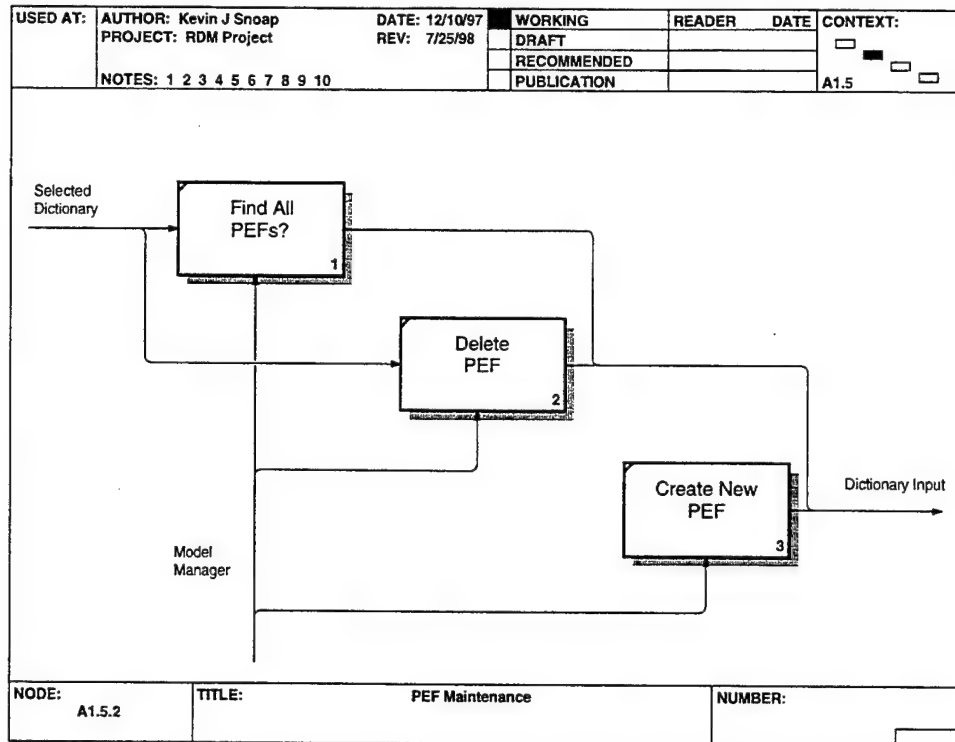 USED AT:
AUTHOR: Kevin J Snoap
DATE: 12/10/97
PROJECT: RDM Project
REV: 7/25/98
NOTES: 1 2 3 4 5 6 7 8 9 10
WORKING
DRAFT
RECOMMENDED
PUBLICATION
READER DATE
CONTEXT:
A1.5
Selected
Dictionary
Find All
PEFs?
1
Delete
PEF
2
Create New
PEF
3
Dictionary Input
Model
Manager
NODE:
A1.5.2
TITLE:
PEF Maintenance
NUMBER: